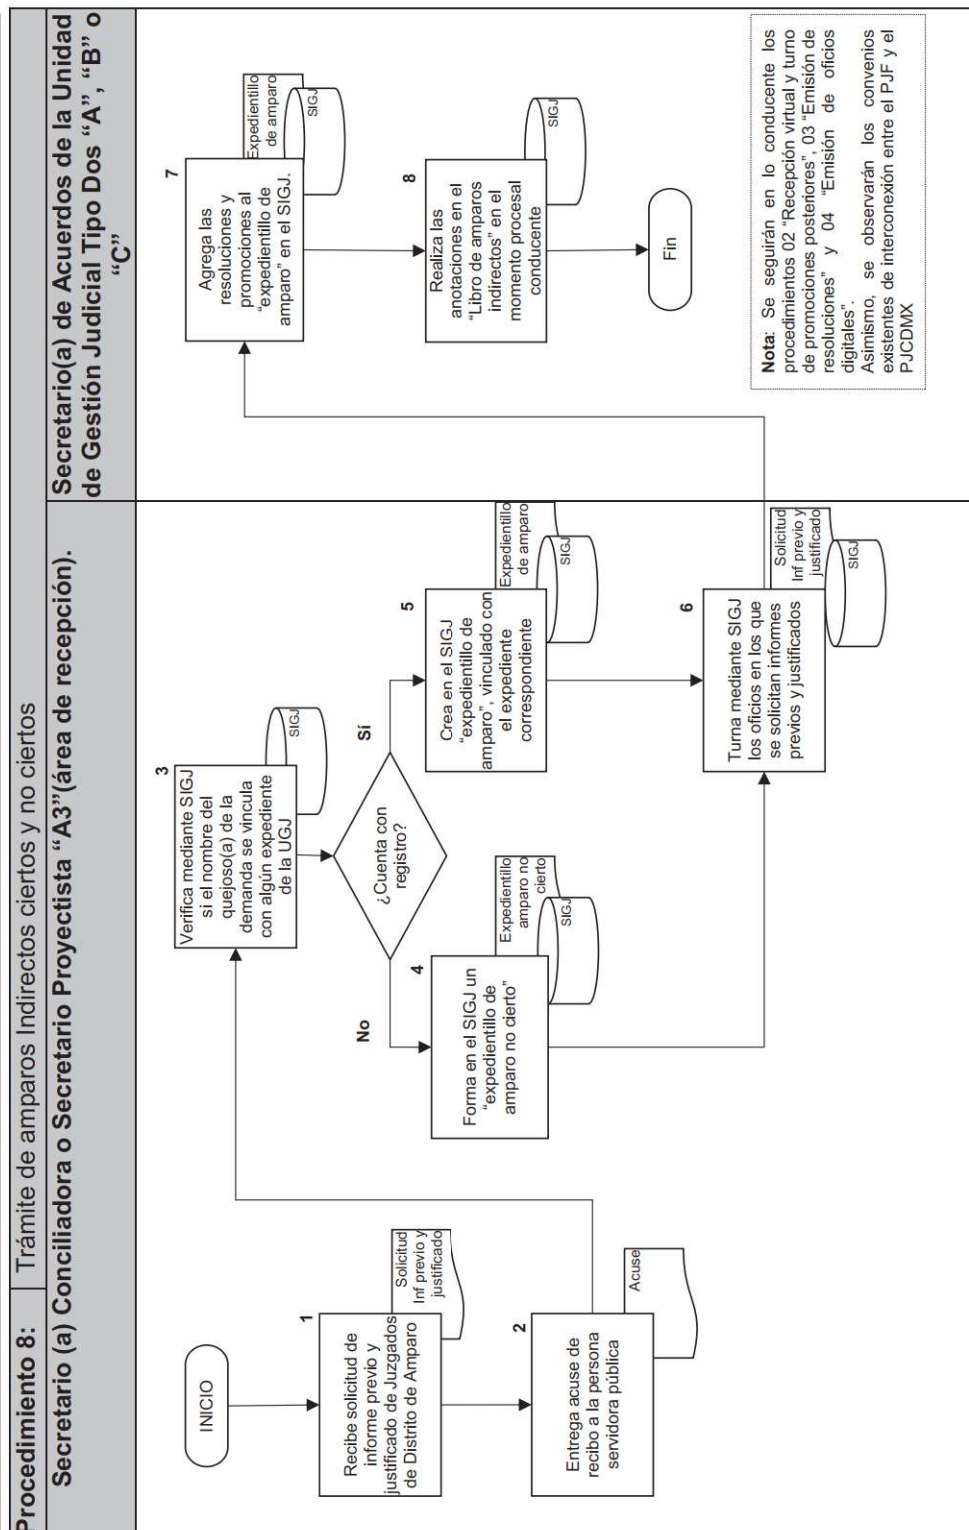 Procedimiento 8:
Trámite de amparos Indirectos ciertos y no ciertos
Secretario (a) Conciliadora o Secretario Proyectista “A3”(área de recepción).
Secretario(a) de Acuerdos de la Unidad
de Gestión Judicial Tipo Dos “A”, “B” o
“C”
INICIO
1
Recibe solicitud de
informe previo y
justificado de Juzgados
de Distrito de Amparo
Solicitud
Inf previo y
justificado
2
Entrega acuse de
recibo a la persona
servidora pública
Acuse
3
Verifica mediante SIGJ
si el nombre del
quejoso(a) de la
demanda se vincula
con algún expediente
de la UGJ
SIGJ
¿Cuenta con
registro?
No
Sí
4
Forma en el SIGJ un
“expedientillo de
amparo no cierto”
Expedientillo
amparo no
cierto
SIGJ
5
Crea en el SIGJ
“expedientillo de
amparo”, vinculado con
el expediente
correspondiente
Expedientillo
de amparo
SIGJ
6
Turna mediante SIGJ
los oficios en los que
se solicitan informes
previos y justificados
Solicitud
Inf previo y
justificado
SIGJ
7
Agrega las
resoluciones y
promociones al
“expedientillo de
amparo” en el SIGJ.
Expedientillo
de amparo
SIGJ
8
Realiza las
anotaciones en el
“Libro de amparos
indirectos” en el
momento procesal
conducente
SIGJ
Fin
Nota: Se seguirán en lo conducente los
procedimientos 02 “Recepción virtual y turno
de promociones posteriores”, 03 “Emisión de
resoluciones” y 04 “Emisión de oficios
digitales”.
Asimismo, se observarán los convenios
existentes de interconexión entre el PJF y el
PJCDMX